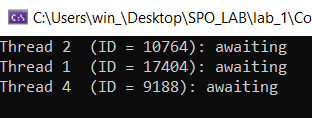 C:\Users\win_\Desktop\SPO_LAB\lab_1\Co
Thread 2  (ID = 10764): awaiting
Thread 1  (ID = 17404): awaiting
Thread 4  (ID = 9188): awaiting